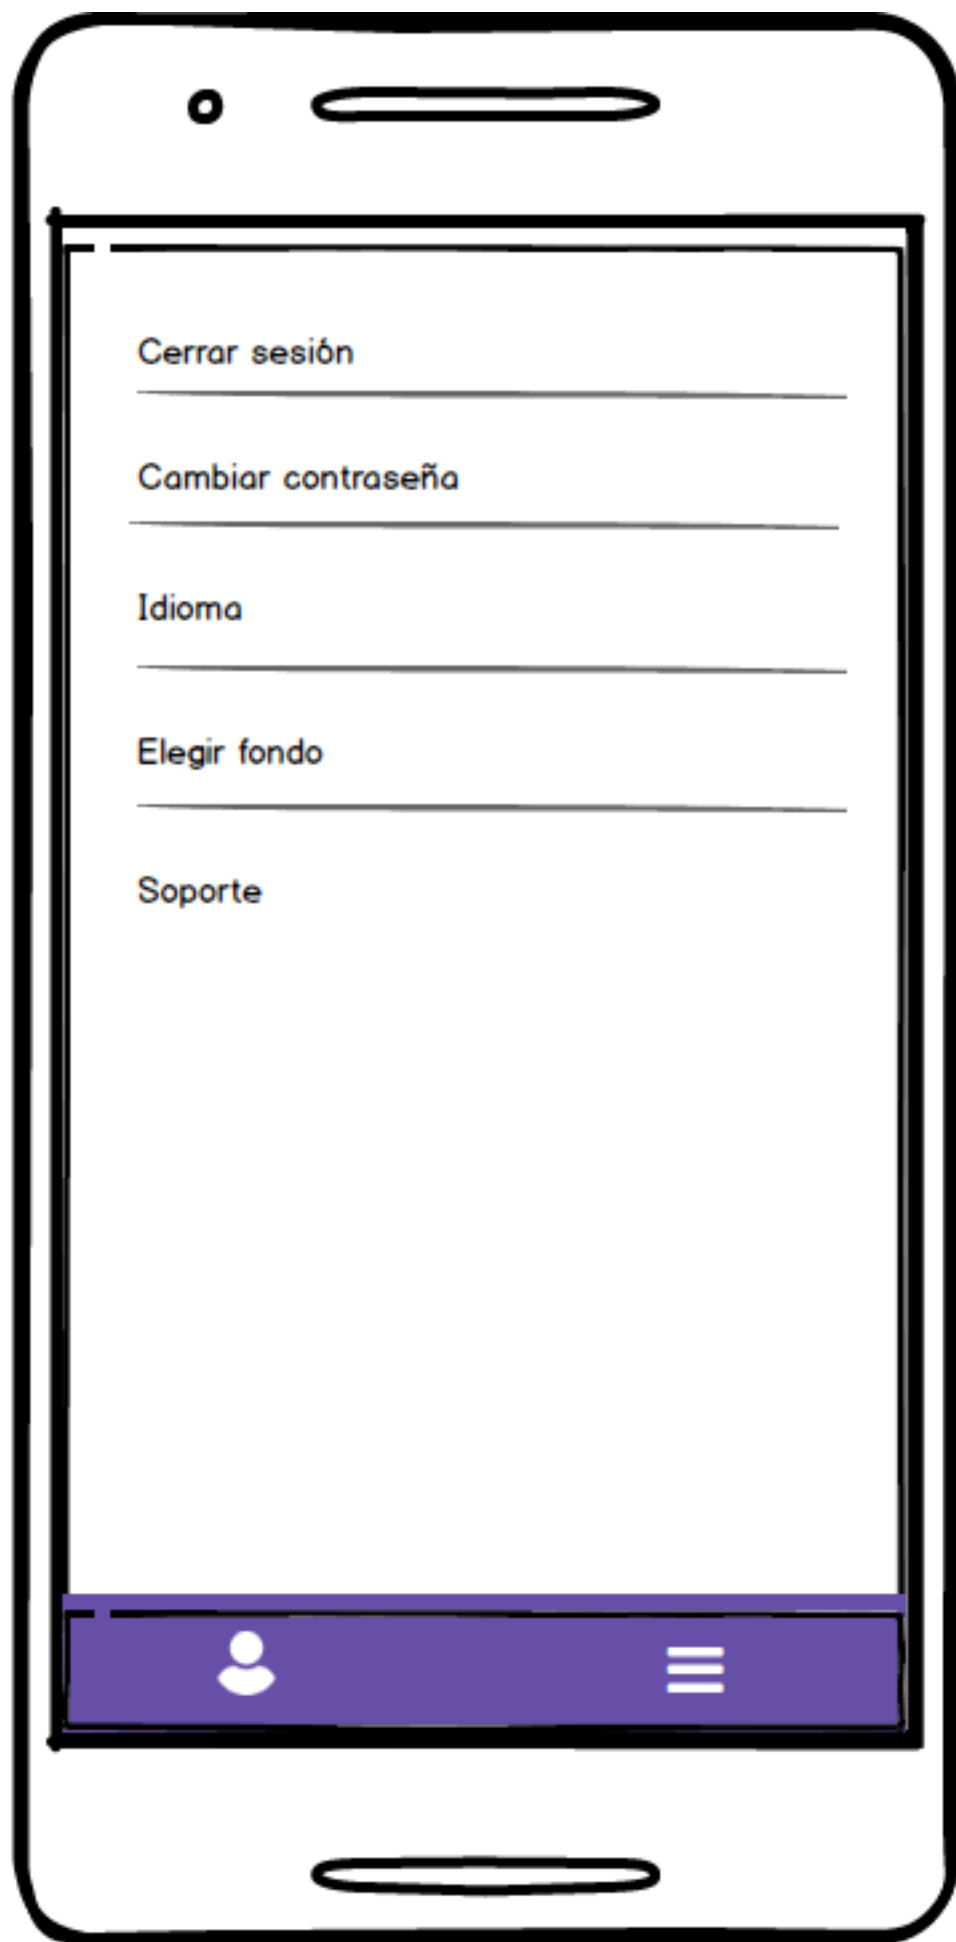 Cerrar sesión
Cambiar contraseña
Idioma
Elegir fondo
Soporte